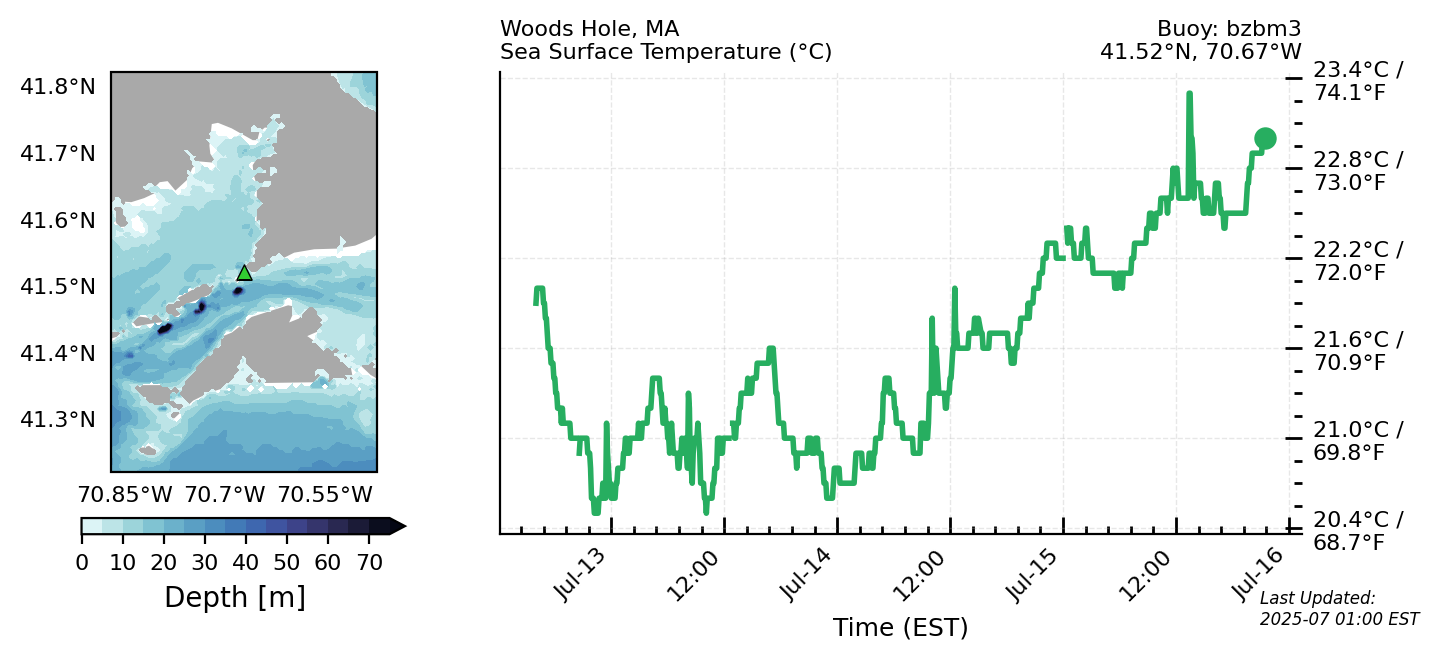 Woods Hole, MA
Sea Surface Temperature (°C)
Buoy: bzbm3
41.52°N, 70.67°W
41.8°N
41.7°N
41.6°N
41.5°N
41.4°N
41.3°N
70.85°W 70.7°W 70.55°W
0 10 20 30 40 50 60 70
Depth [m]
23.4°C /
74.1°F
22.8°C /
73.0°F
22.2°C /
72.0°F
21.6°C /
70.9°F
21.0°C /
69.8°F
20.4°C /
68.7°F
Jul-13
12:00
Jul-14
12:00
Jul-15
12:00
Jul-16
Time (EST)
Last Updated:
2025-07 01:00 EST